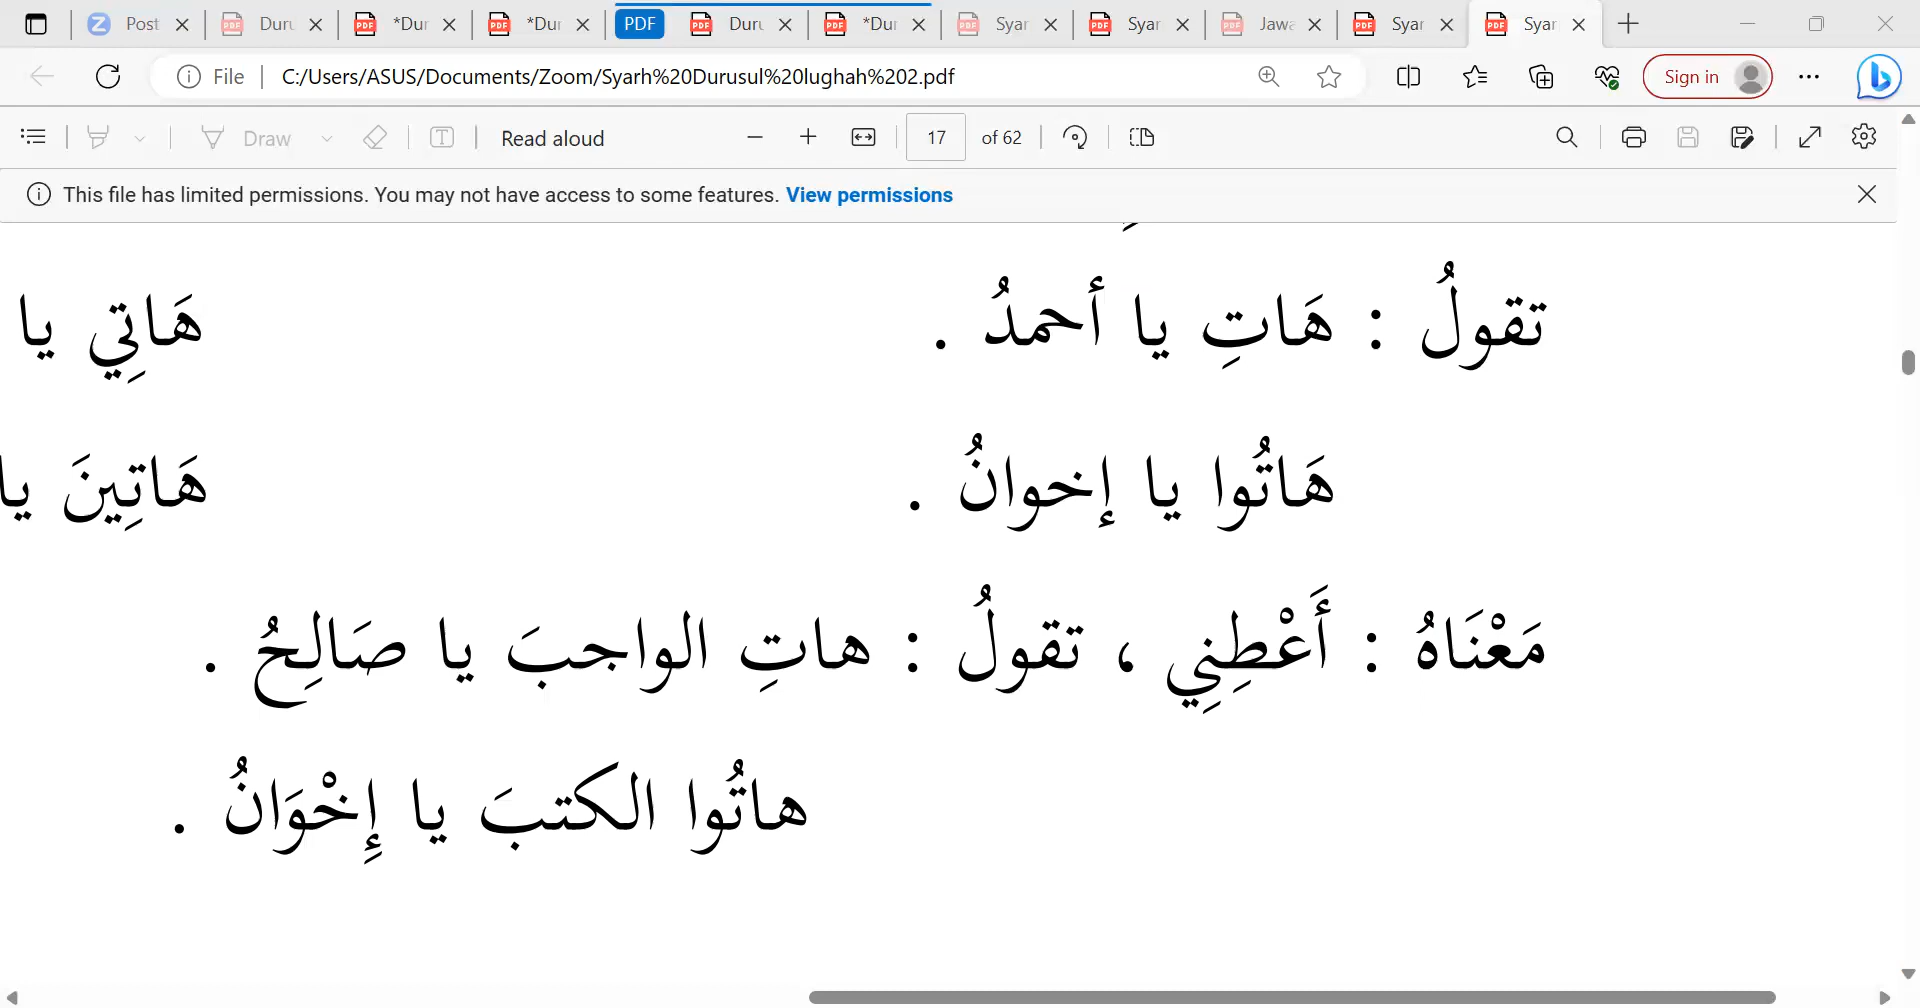 Post
Duru
*Dur
*Dur
PDF
Duru
*Dur
Syar
Syar
Jawa
Syar
Syar
File
C:/Users/ASUS/Documents/Zoom/Syarh%20Durusul%20lughah%202.pdf
Sign in
Draw
Read aloud
17 of 62
This file has limited permissions. You may not have access to some features. View permissions
تقولُ : هَاتِ يا أحمدُ . هَاتِي يا
هَاتُوا يا إخوانُ . هَاتِينَ يا
مَعْنَاهُ : أَعْطِنِي ، تقولُ : هاتِ الواجبَ يا صَالِحُ .
هاتُوا الكتبَ يا إِخْوَانُ .